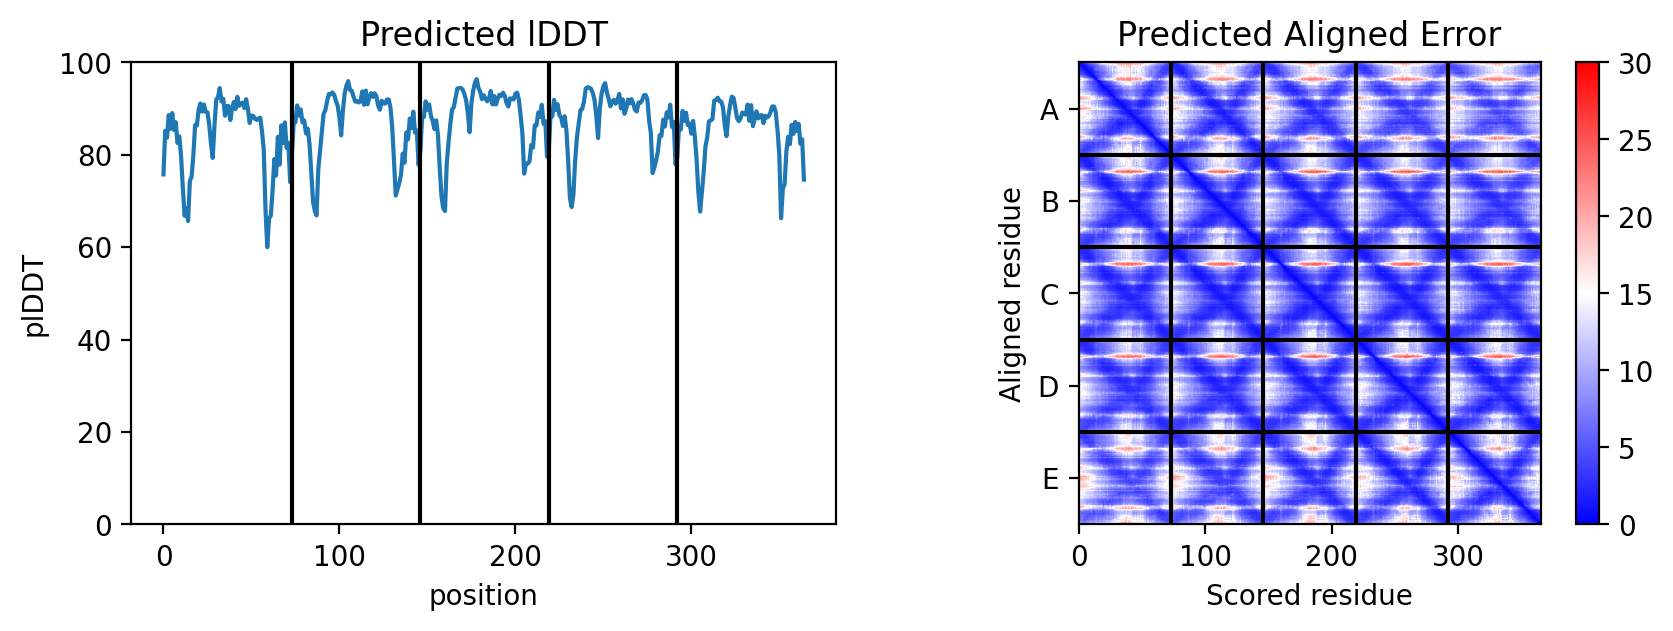 Predicted lDDT
plDDT
100
80
60
40
20
0
0 100 200 300
position
Predicted Aligned Error
Aligned residue
A
B
C
D
E
0 100 200 300
Scored residue
30
25
20
15
10
5
0